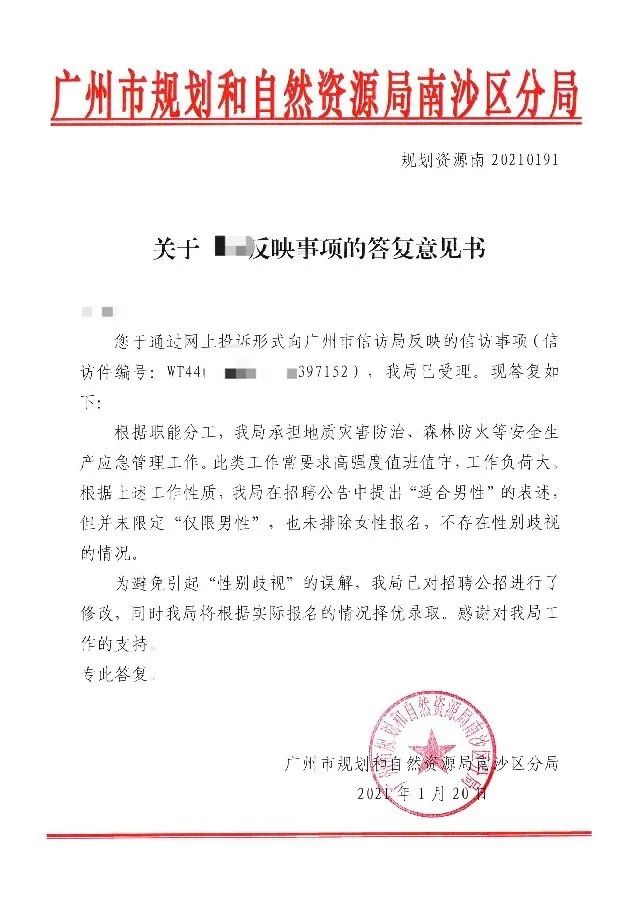 广州市规划和自然资源局南沙区分局
规划资源南 20210191
关于 反映事项的答复意见书
您于通过网上投诉形式向广州市信访局反映的信访事项（信
访件编号：WT44 397152），我局已受理。现答复如
下：
根据职能分工，我局承担地质灾害防治、森林防火等安全生
产应急管理工作。此类工作常要求高强度值班值守，工作负荷大。
根据上述工作性质，我局在招聘公告中提出“适合男性”的表述，
但并未限定“仅限男性”，也未排除女性报名，不存在性别歧视
的情况。
为避免引起“性别歧视”的误解，我局已对招聘公招进行了
修改，同时我局将根据实际报名的情况择优录取。感谢对我局工
作的支持。
专此答复。
广州市规划和自然资源局南沙区分局
2021 年 1 月 20 日
广州市规划和自然资源局南沙区分局